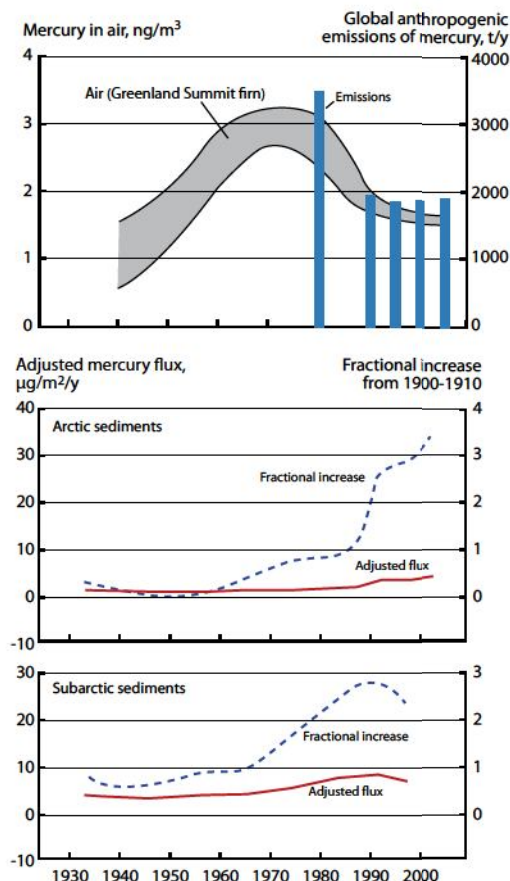 Mercury in air, ng/m³
Global anthropogenic
emissions of mercury, t/y
4
4000
Air (Greenland Summit firn)
Emissions
3
3000
2
2000
1
1000
0
0
Adjusted mercury flux,
µg/m²/y
Fractional increase
from 1900-1910
40
4
Arctic sediments
30
3
Fractional increase
20
2
10
1
Adjusted flux
0
0
-10
30
3
Subarctic sediments
20
2
Fractional increase
10
1
Adjusted flux
0
0
-10
1930 1940 1950 1960 1970 1980 1990 2000